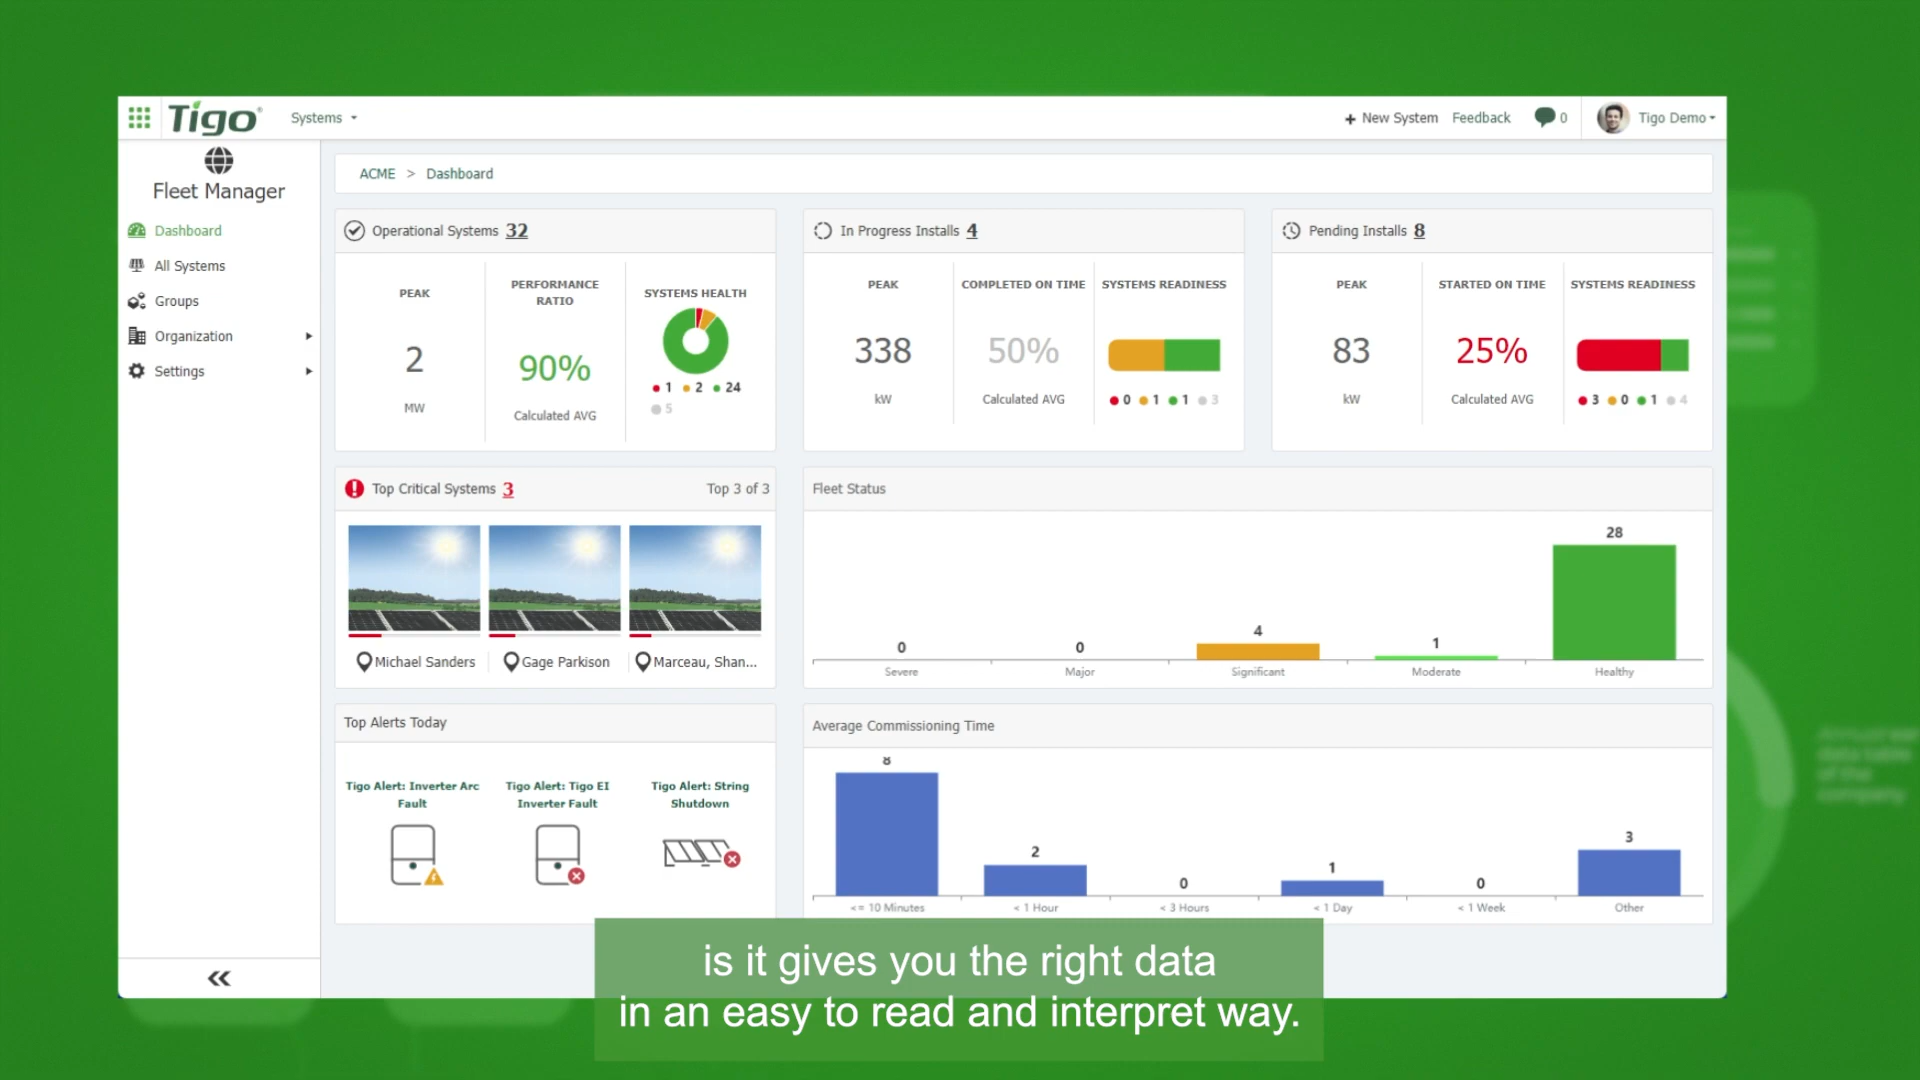 Tigo
Systems
New System
Feedback
0
Tigo Demo
Fleet Manager
Dashboard
All Systems
Groups
Organization
Settings
ACME > Dashboard
Operational Systems 32
PEAK
2
MW
PERFORMANCE
RATIO
90%
Calculated AVG
SYSTEMS HEALTH
1 2 24
5
In Progress Installs 4
PEAK
338
kW
COMPLETED ON TIME
50%
Calculated AVG
SYSTEMS READINESS
0 1 1 3
Pending Installs 8
PEAK
83
kW
STARTED ON TIME
25%
Calculated AVG
SYSTEMS READINESS
3 0 1 4
Top Critical Systems 3
Top 3 of 3
Michael Sanders
Gage Parkison
Marceau, Shan...
Fleet Status
0
0
4
1
28
Severe
Major
Significant
Moderate
Healthy
Top Alerts Today
Tigo Alert: Inverter Arc
Fault
Tigo Alert: Tigo EI
Inverter Fault
Tigo Alert: String
Shutdown
Average Commissioning Time
8
2
0
1
0
3
<= 10 Minutes
< 1 Hour
< 3 Hours
< 1 Day
< 1 Week
Other
data table
of the
company
is it gives you the right data
in an easy to read and interpret way.